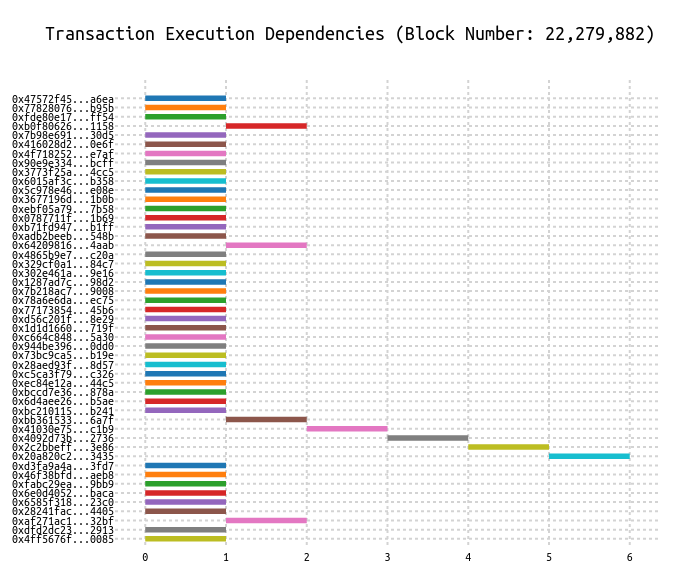 Transaction Execution Dependencies (Block Number: 22,279,882)
0x47572f45...a6ea
0x77828076...b95b
0xfde80e17...ff54
0xb0f80626...1158
0x7b98e691...30d5
0x416028d2...0e6f
0x4f718252...e7af
0x90e9e334...bcff
0x3773f25a...4cc5
0x6015af3c...b358
0x5c978e46...e08e
0x3677196d...1b0b
0xebf05a79...7b58
0x0787711f...1b69
0xb71fd947...b1ff
0xadb2beeb...548b
0x64209816...4aab
0x4865b9e7...c20a
0x329cf0a1...84c7
0x302e461a...9e16
0x1287ad7c...98d2
0x7b218ac7...9008
0x78a6e6da...ec75
0x77173854...45b6
0xd56c201f...8e29
0x1d1d1660...719f
0xc664c848...5a30
0x944be396...0dd0
0x73bc9ca5...b19e
0x28aed93f...8d57
0xc5ca3f79...c326
0xec84e12a...44c5
0xbccd7e36...878a
0x6d4aee26...b5ae
0xbc210115...b241
0xbb361533...6a7f
0x41030e75...c1b9
0x4092d73b...2736
0x2c2bbeff...3e86
0x20a820c2...3435
0xd3fa9a4a...3fd7
0x46f38bfd...aeb8
0xfabc29ea...9bb9
0x6e0d4052...baca
0x6585f318...23c0
0x28241fac...4405
0xaf271ac1...32bf
0xdfd2dc23...2913
0x4ff5676f...0085
0 1 2 3 4 5 6